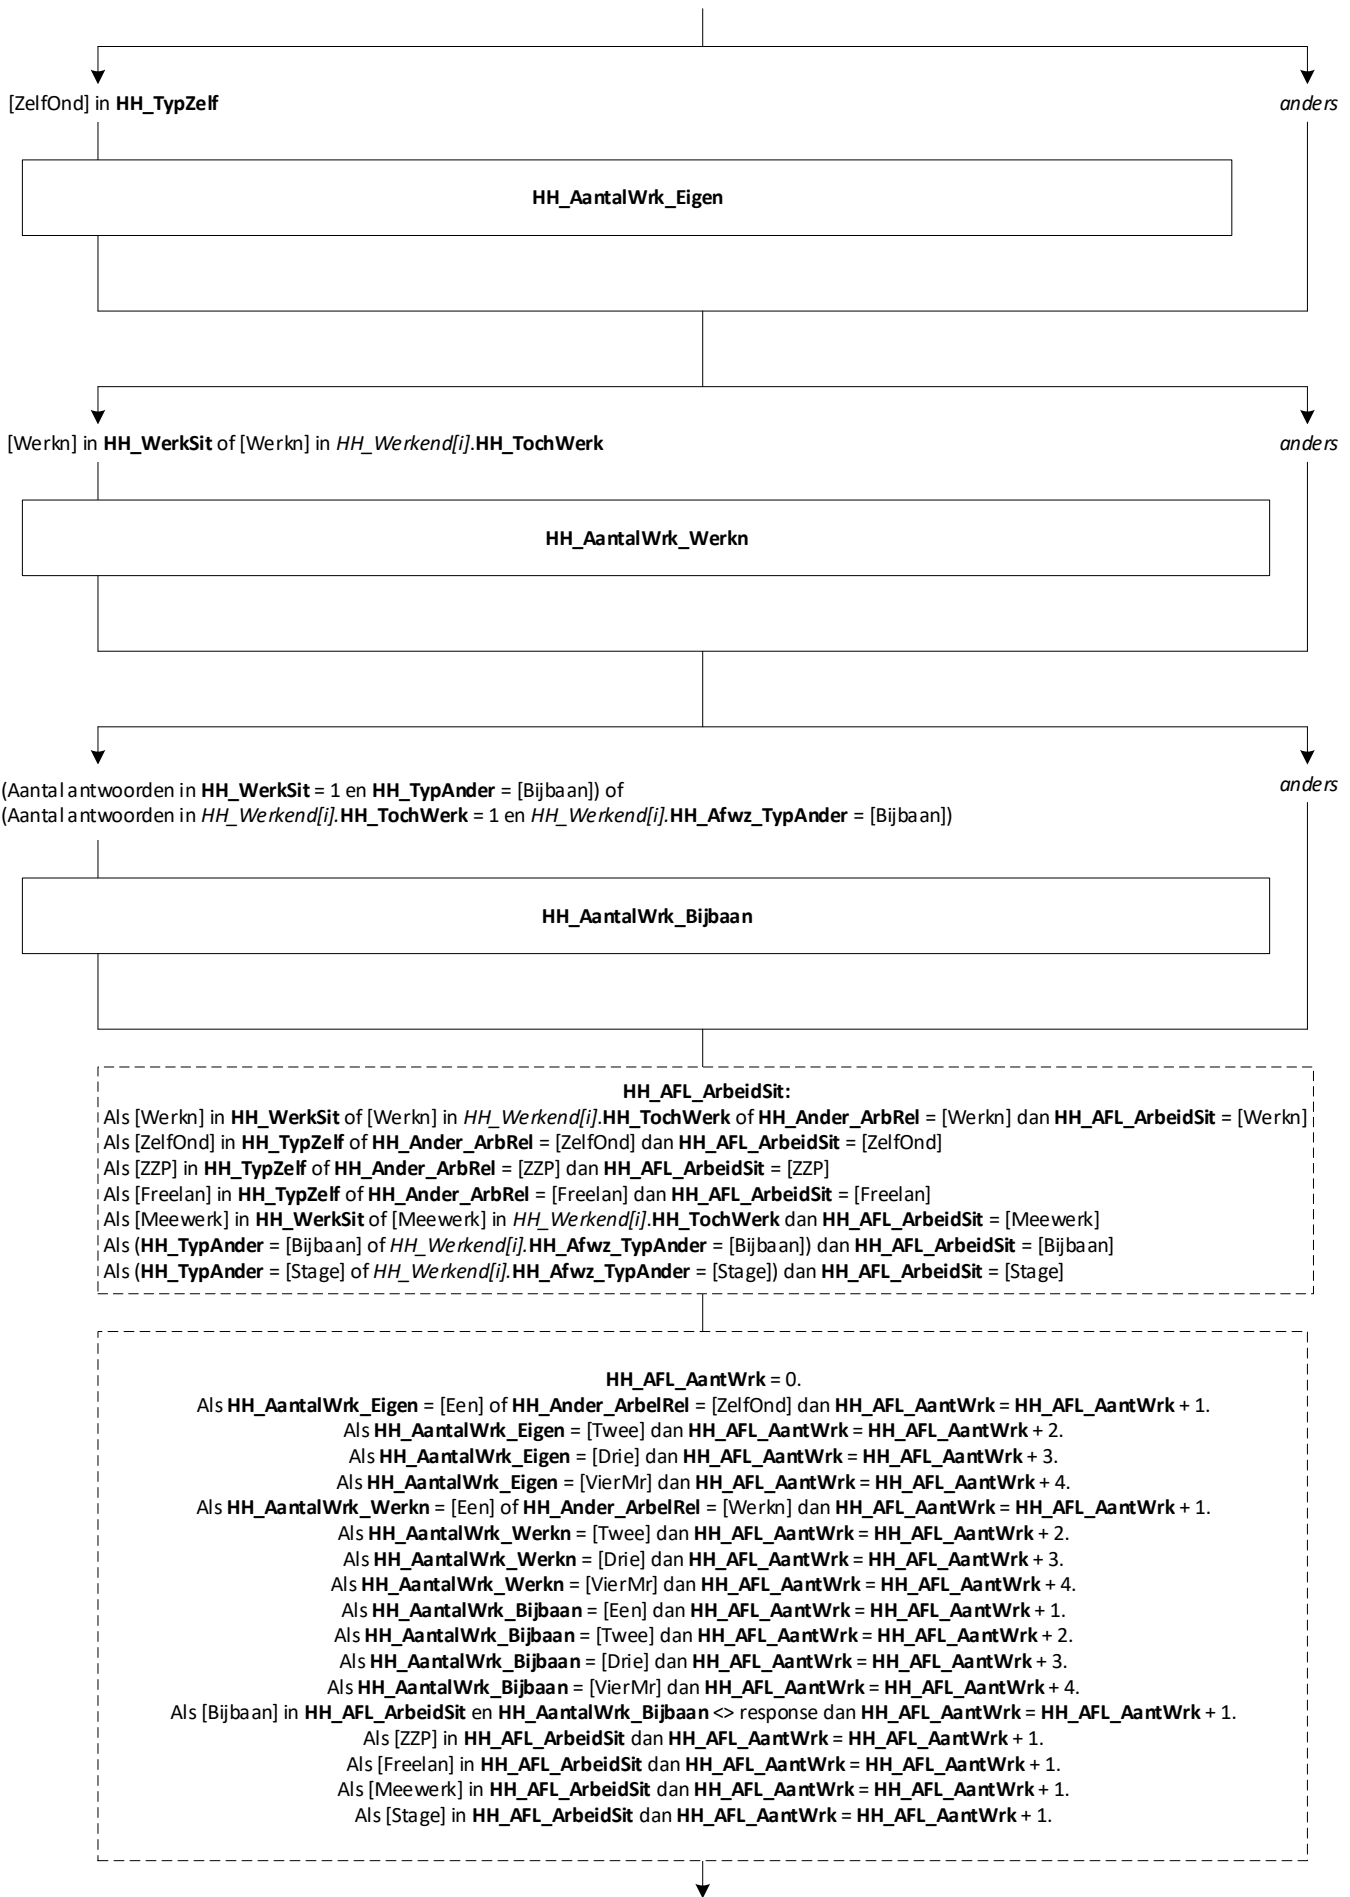 [ZelfOnd] in HH_TypZelf
anders
HH_AantalWrk_Eigen
[Werkn] in HH_WerkSit of [Werkn] in HH_Werkend[i].HH_TochWerk
anders
HH_AantalWrk_Werkn
(Aantal antwoorden in HH_WerkSit = 1 en HH_TypAnder = [Bijbaan]) of
anders
(Aantal antwoorden in HH_Werkend[i].HH_TochWerk = 1 en HH_Werkend[i].HH_Afwz_TypAnder = [Bijbaan])
HH_AantalWrk_Bijbaan
HH_AFL_ArbeidSit:
Als [Werkn] in HH_WerkSit of [Werkn] in HH_Werkend[i].HH_TochWerk of HH_Ander_ArbRel = [Werkn] dan HH_AFL_ArbeidSit = [Werkn]
Als [ZelfOnd] in HH_TypZelf of HH_Ander_ArbRel = [ZelfOnd] dan HH_AFL_ArbeidSit = [ZelfOnd]
Als [ZZP] in HH_TypZelf of HH_Ander_ArbRel = [ZZP] dan HH_AFL_ArbeidSit = [ZZP]
Als [Freelan] in HH_TypZelf of HH_Ander_ArbRel = [Freelan] dan HH_AFL_ArbeidSit = [Freelan]
Als [Meewerk] in HH_WerkSit of [Meewerk] in HH_Werkend[i].HH_TochWerk dan HH_AFL_ArbeidSit = [Meewerk]
Als (HH_TypAnder = [Bijbaan] of HH_Werkend[i].HH_Afwz_TypAnder = [Bijbaan]) dan HH_AFL_ArbeidSit = [Bijbaan]
Als (HH_TypAnder = [Stage] of HH_Werkend[i].HH_Afwz_TypAnder = [Stage]) dan HH_AFL_ArbeidSit = [Stage]
HH_AFL_AantWrk = 0.
Als HH_AantalWrk_Eigen = [Een] of HH_Ander_ArbelRel = [ZelfOnd] dan HH_AFL_AantWrk = HH_AFL_AantWrk + 1.
Als HH_AantalWrk_Eigen = [Twee] dan HH_AFL_AantWrk = HH_AFL_AantWrk + 2.
Als HH_AantalWrk_Eigen = [Drie] dan HH_AFL_AantWrk = HH_AFL_AantWrk + 3.
Als HH_AantalWrk_Eigen = [VierMr] dan HH_AFL_AantWrk = HH_AFL_AantWrk + 4.
Als HH_AantalWrk_Werkn = [Een] of HH_Ander_ArbelRel = [Werkn] dan HH_AFL_AantWrk = HH_AFL_AantWrk + 1.
Als HH_AantalWrk_Werkn = [Twee] dan HH_AFL_AantWrk = HH_AFL_AantWrk + 2.
Als HH_AantalWrk_Werkn = [Drie] dan HH_AFL_AantWrk = HH_AFL_AantWrk + 3.
Als HH_AantalWrk_Werkn = [VierMr] dan HH_AFL_AantWrk = HH_AFL_AantWrk + 4.
Als HH_AantalWrk_Bijbaan = [Een] dan HH_AFL_AantWrk = HH_AFL_AantWrk + 1.
Als HH_AantalWrk_Bijbaan = [Twee] dan HH_AFL_AantWrk = HH_AFL_AantWrk + 2.
Als HH_AantalWrk_Bijbaan = [Drie] dan HH_AFL_AantWrk = HH_AFL_AantWrk + 3.
Als HH_AantalWrk_Bijbaan = [VierMr] dan HH_AFL_AantWrk = HH_AFL_AantWrk + 4.
Als [Bijbaan] in HH_AFL_ArbeidSit en HH_AantalWrk_Bijbaan <> response dan HH_AFL_AantWrk = HH_AFL_AantWrk + 1.
Als [ZZP] in HH_AFL_ArbeidSit dan HH_AFL_AantWrk = HH_AFL_AantWrk + 1.
Als [Freelan] in HH_AFL_ArbeidSit dan HH_AFL_AantWrk = HH_AFL_AantWrk + 1.
Als [Meewerk] in HH_AFL_ArbeidSit dan HH_AFL_AantWrk = HH_AFL_AantWrk + 1.
Als [Stage] in HH_AFL_ArbeidSit dan HH_AFL_AantWrk = HH_AFL_AantWrk + 1.